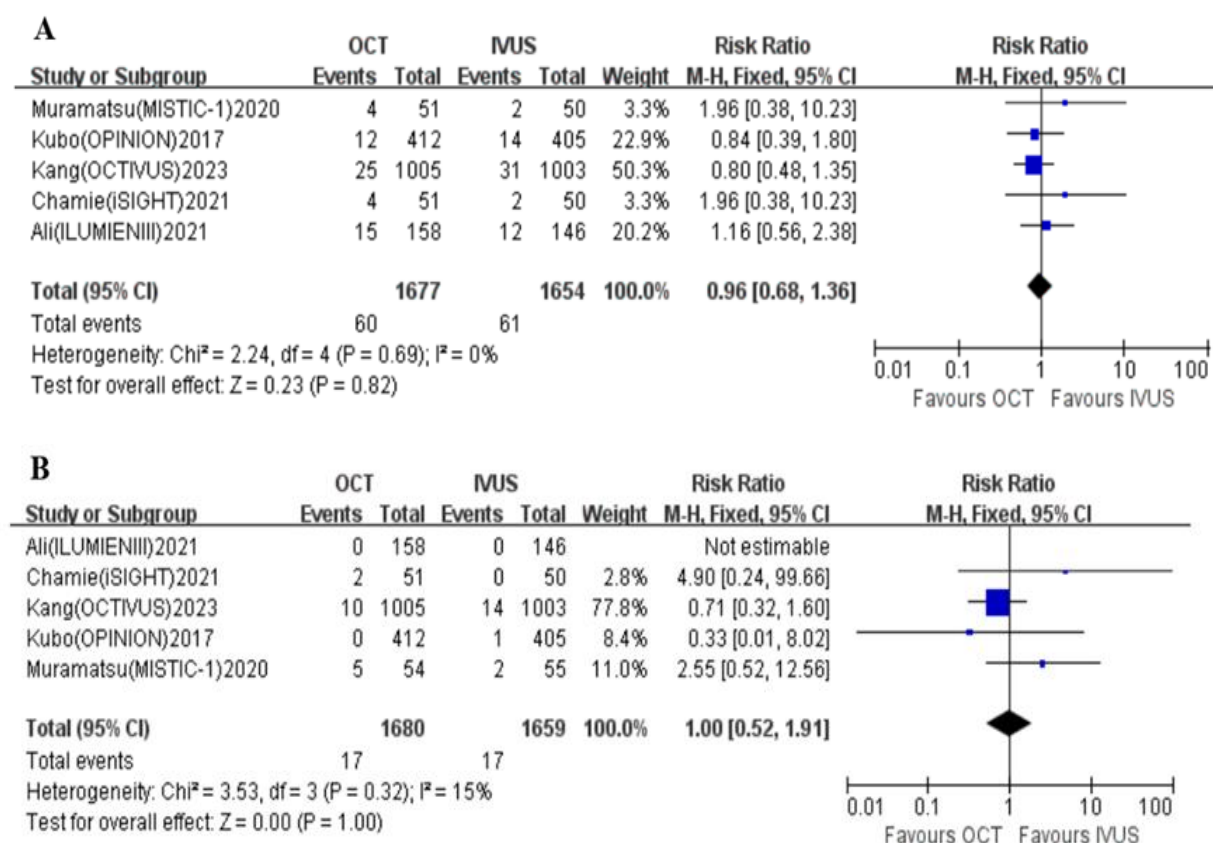 A
OCT IVUS Risk Ratio Risk Ratio
Study or Subgroup Events Total Events Total Weight M-H, Fixed, 95% CI M-H, Fixed, 95% CI
Muramatsu(MISTIC-1)2020 4 51 2 50 3.3% 1.96 [0.38, 10.23]
Kubo(OPINION)2017 12 412 14 405 22.9% 0.84 [0.39, 1.80]
Kang(OCTIVUS)2023 25 1005 31 1003 50.3% 0.80 [0.48, 1.35]
Chamie(iSIGHT)2021 4 51 2 50 3.3% 1.96 [0.38, 10.23]
Ali(ILUMIENIII)2021 15 158 12 146 20.2% 1.16 [0.56, 2.38]
Total (95% CI) 1677 1654 100.0% 0.96 [0.68, 1.36]
Total events 60 61
Heterogeneity: Chi² = 2.24, df = 4 (P = 0.69); I² = 0%
Test for overall effect: Z = 0.23 (P = 0.82)
0.01 0.1 1 10 100
Favours OCT Favours IVUS
B
OCT IVUS Risk Ratio Risk Ratio
Study or Subgroup Events Total Events Total Weight M-H, Fixed, 95% CI M-H, Fixed, 95% CI
Ali(ILUMIENIII)2021 0 158 0 146 Not estimable
Chamie(iSIGHT)2021 2 51 0 50 2.8% 4.90 [0.24, 99.66]
Kang(OCTIVUS)2023 10 1005 14 1003 77.8% 0.71 [0.32, 1.60]
Kubo(OPINION)2017 0 412 1 405 8.4% 0.33 [0.01, 8.02]
Muramatsu(MISTIC-1)2020 5 54 2 55 11.0% 2.55 [0.52, 12.56]
Total (95% CI) 1680 1659 100.0% 1.00 [0.52, 1.91]
Total events 17 17
Heterogeneity: Chi² = 3.53, df = 3 (P = 0.32); I² = 15%
Test for overall effect: Z = 0.00 (P = 1.00)
0.01 0.1 1 10 100
Favours OCT Favours IVUS